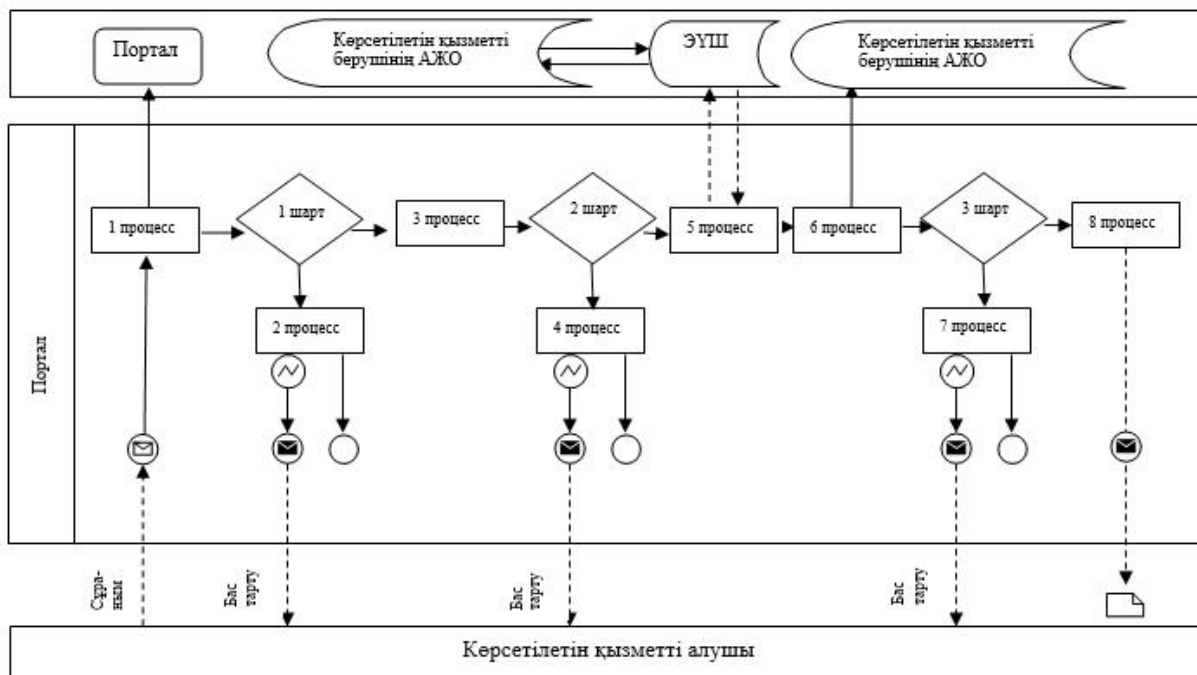 Портал
Көрсетілетін қызметті
берушінің АЖО
ЭҮШ
Көрсетілетін қызметті
берушінің АЖО
1 процесс
1 шарт
3 процесс
2 шарт
5 процесс
6 процесс
3 шарт
8 процесс
2 процесс
4 процесс
7 процесс
Портал
Сұра-
ным
Бас
тарту
Бас
тарту
Бас
тарту
Көрсетілетін қызметті алушы